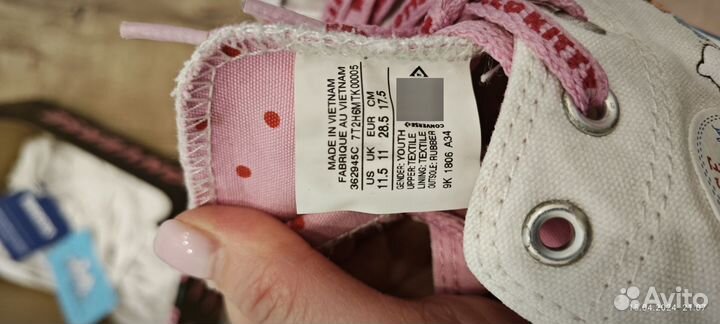 MADE IN VIETNAM
FABRIQUE AU VIETNAM
362945C 7T2H6MTK00005
US UK EUR CM
11.5 11 28.5 17.5
GENDER: YOUTH
UPPER: TEXTILE
LINING: TEXTILE
OUTSOLE: RUBBER
9K 1806 A34
CONVERSE
Avito